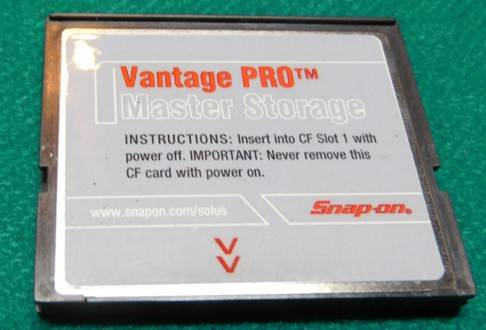 Vantage PRO™
Master Storage
INSTRUCTIONS: Insert into CF Slot 1 with
power off. IMPORTANT: Never remove this
CF card with power on.
www.snapon.com/solus
Snap-on®